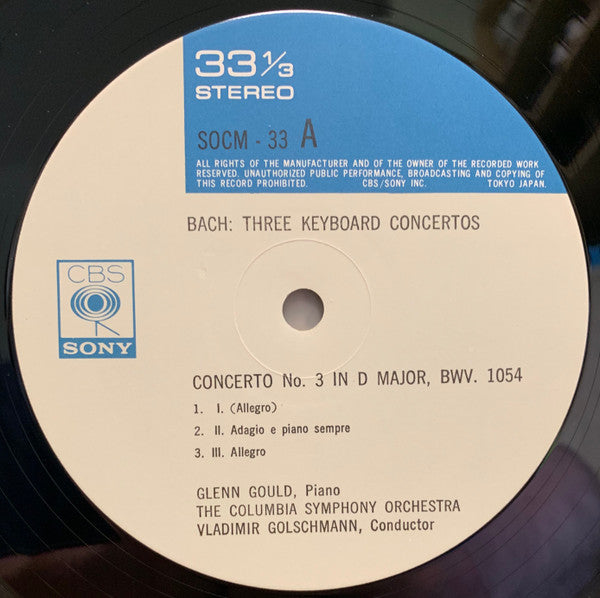 33 1/3
STEREO
SOCM - 33 A
ALL RIGHTS OF THE MANUFACTURER AND OF THE OWNER OF THE RECORDED WORK
RESERVED. UNAUTHORIZED PUBLIC PERFORMANCE, BROADCASTING AND COPYING OF
THIS RECORD PROHIBITED. CBS/SONY INC. TOKYO JAPAN.
BACH: THREE KEYBOARD CONCERTOS
CBS
SONY
CONCERTO No. 3 IN D MAJOR, BWV. 1054
1. I. (Allegro)
2. II. Adagio e piano sempre
3. III. Allegro
GLENN GOULD, Piano
THE COLUMBIA SYMPHONY ORCHESTRA
VLADIMIR GOLSCHMANN, Conductor